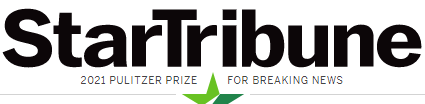 StarTribune
2021 PULITZER PRIZE FOR BREAKING NEWS